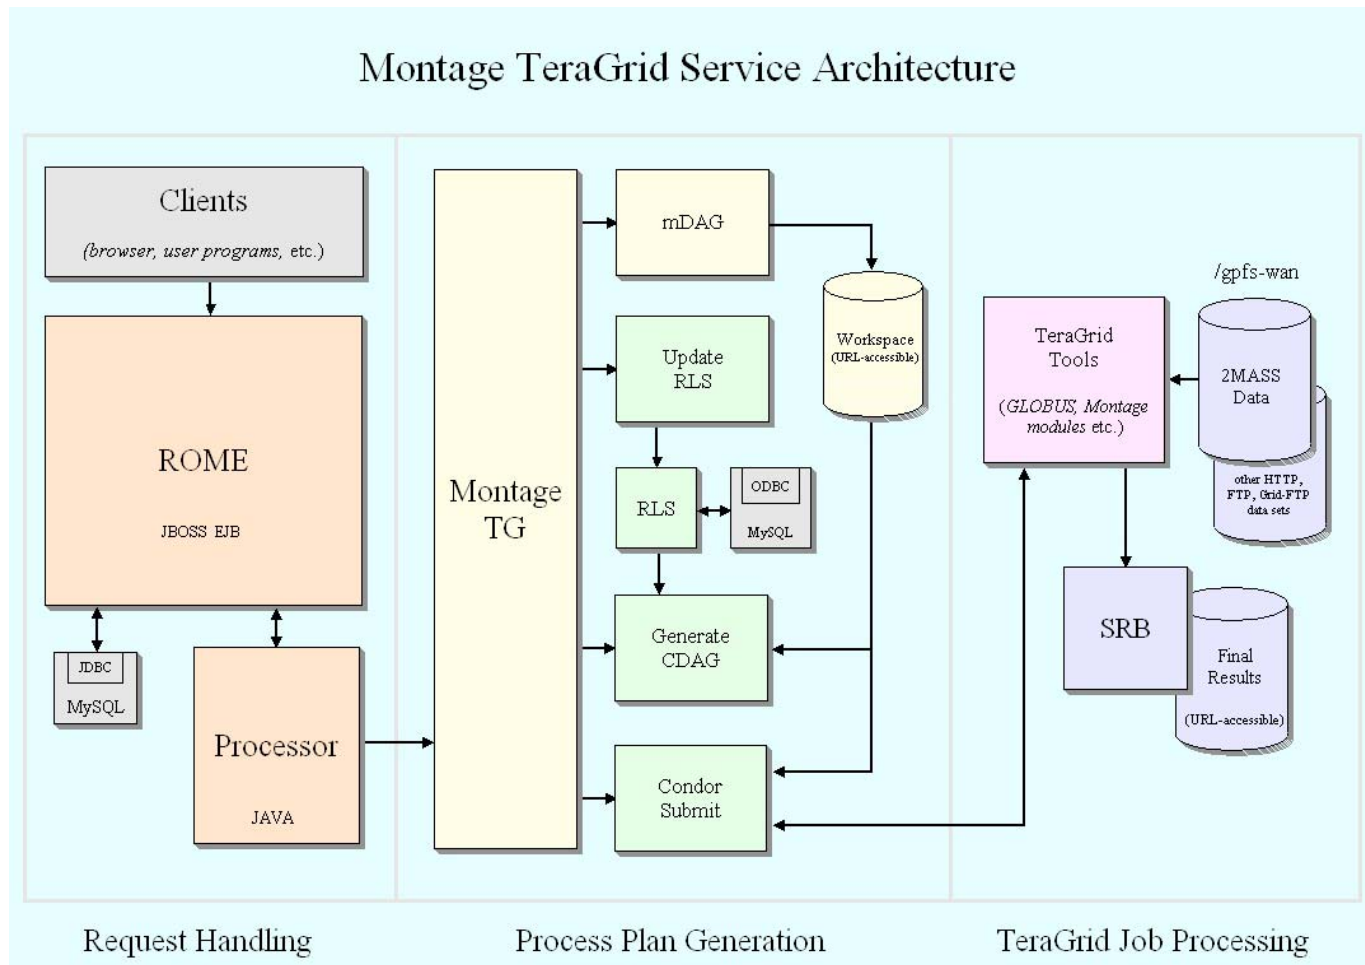 Montage TeraGrid Service Architecture
Clients
(browser, user programs, etc.)
ROME
JBOSS EJB
JDBC
MySQL
Processor
JAVA
Request Handling
Montage
TG
mDAG
Workspace
(URL-accessible)
Update
RLS
RLS
ODBC
MySQL
Generate
CDAG
Condor
Submit
Process Plan Generation
/gpfs-wan
TeraGrid
Tools
(GLOBUS, Montage
modules etc.)
2MASS
Data
other HTTP,
FTP, Grid-FTP
data sets
SRB
Final
Results
(URL-accessible)
TeraGrid Job Processing